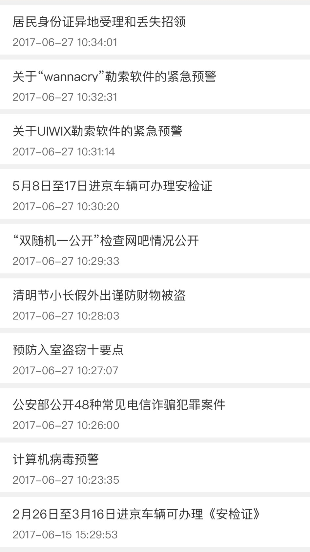 居民身份证异地受理和丢失招领
2017-06-27 10:34:01
关于“wannacry”勒索软件的紧急预警
2017-06-27 10:32:31
关于UIWIX勒索软件的紧急预警
2017-06-27 10:31:14
5月8日至17日进京车辆可办理安检证
2017-06-27 10:30:20
“双随机一公开”检查网吧情况公开
2017-06-27 10:29:33
清明节小长假外出谨防财物被盗
2017-06-27 10:28:03
预防入室盗窃十要点
2017-06-27 10:27:07
公安部公开48种常见电信诈骗犯罪案件
2017-06-27 10:26:00
计算机病毒预警
2017-06-27 10:23:35
2月26日至3月16日进京车辆可办理《安检证》
2017-06-15 15:29:53